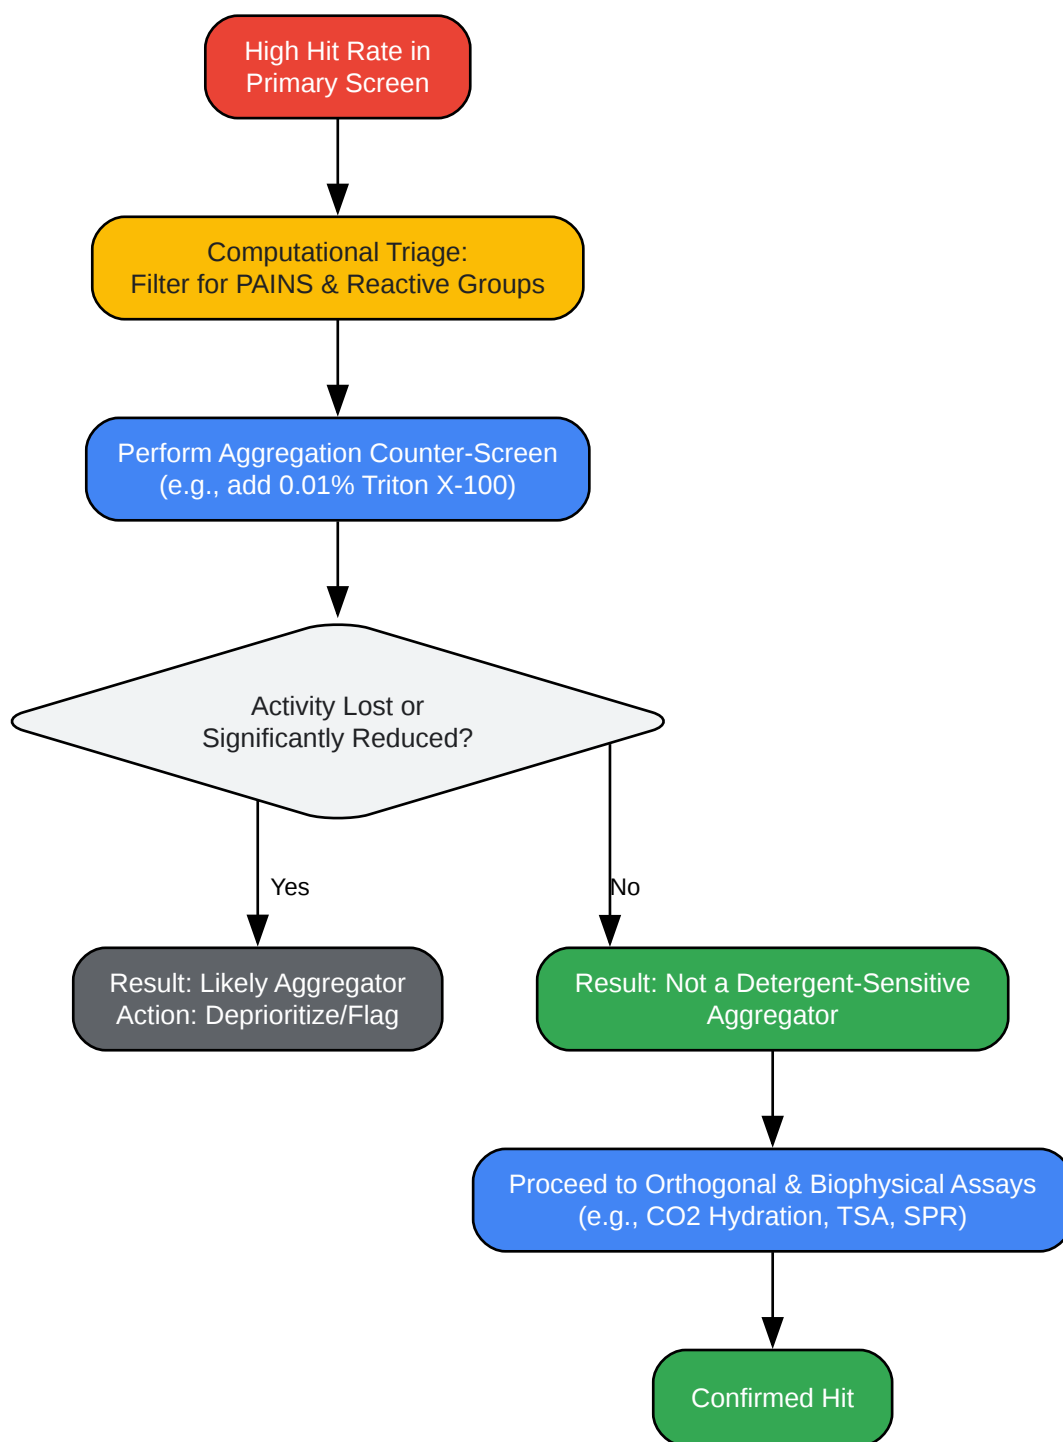 High Hit Rate in
Primary Screen
Computational Triage:
Filter for PAINS & Reactive Groups
Perform Aggregation Counter-Screen
(e.g., add 0.01% Triton X-100)
Activity Lost or
Significantly Reduced?
Yes
No
Result: Likely Aggregator
Action: Deprioritize/Flag
Result: Not a Detergent-Sensitive
Aggregator
Proceed to Orthogonal & Biophysical Assays
(e.g., CO2 Hydration, TSA, SPR)
Confirmed Hit